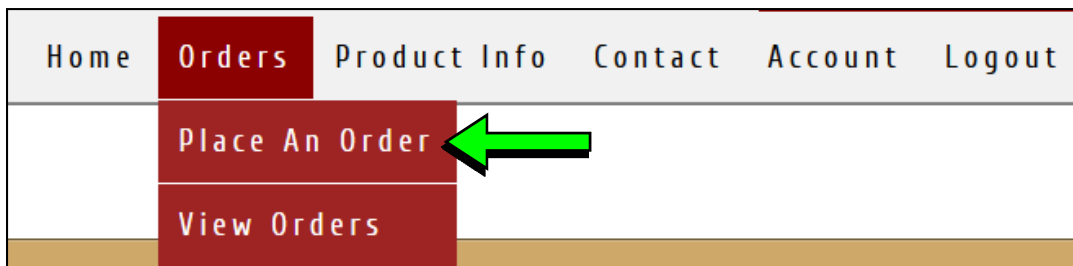 Home Orders Product Info Contact Account Logout
Place An Order
View Orders